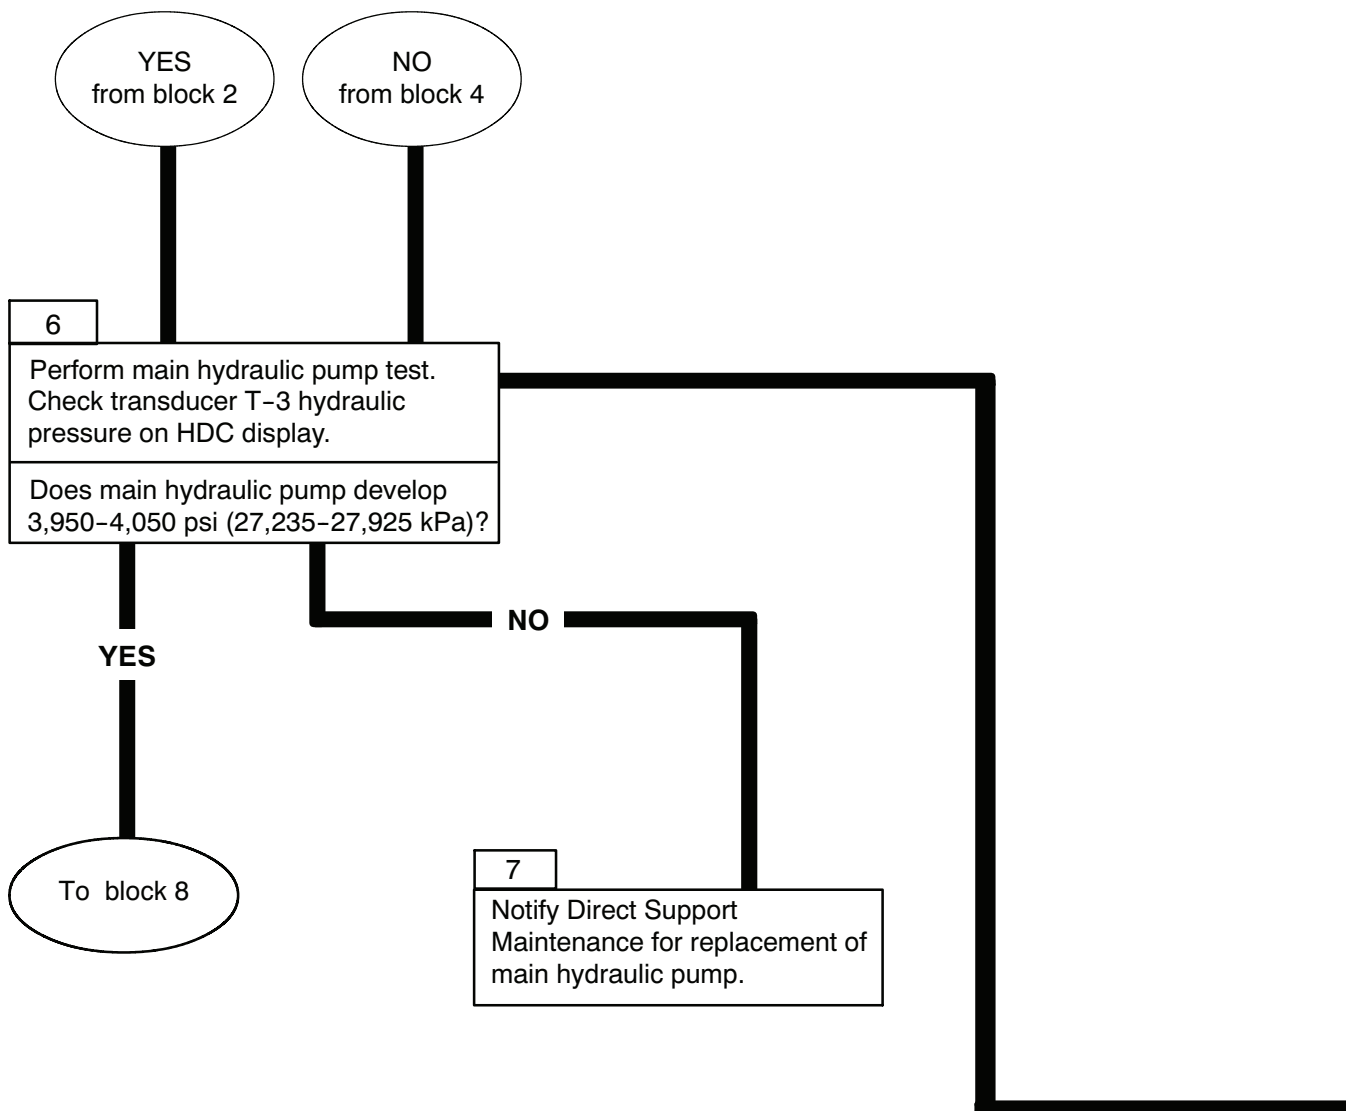 YES
from block 2
NO
from block 4
6
Perform main hydraulic pump test.
Check transducer T-3 hydraulic
pressure on HDC display.
Does main hydraulic pump develop
3,950-4,050 psi (27,235-27,925 kPa)?
NO
YES
To block 8
7
Notify Direct Support
Maintenance for replacement of
main hydraulic pump.